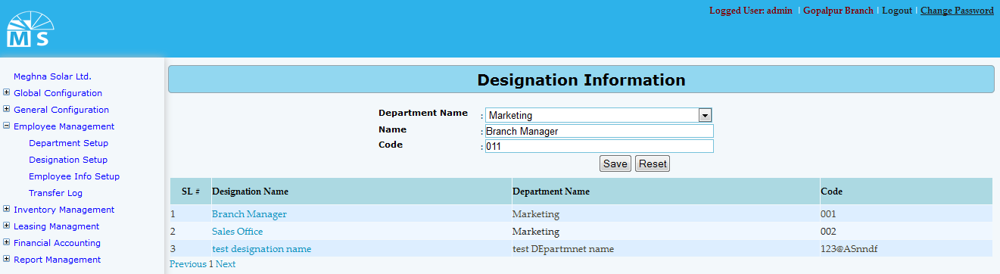 Logged User: admin | Gopalpur Branch | Logout | Change Password
MS
Meghna Solar Ltd.
Global Configuration
General Configuration
Employee Management
Department Setup
Designation Setup
Employee Info Setup
Transfer Log
Inventory Management
Leasing Managment
Financial Accounting
Report Management
Designation Information
Department Name : Marketing
Name : Branch Manager
Code : 011
Save Reset
SL # Designation Name Department Name Code
1 Branch Manager Marketing 001
2 Sales Office Marketing 002
3 test designation name test DEpartmnet name 123@ASnndf
Previous 1 Next